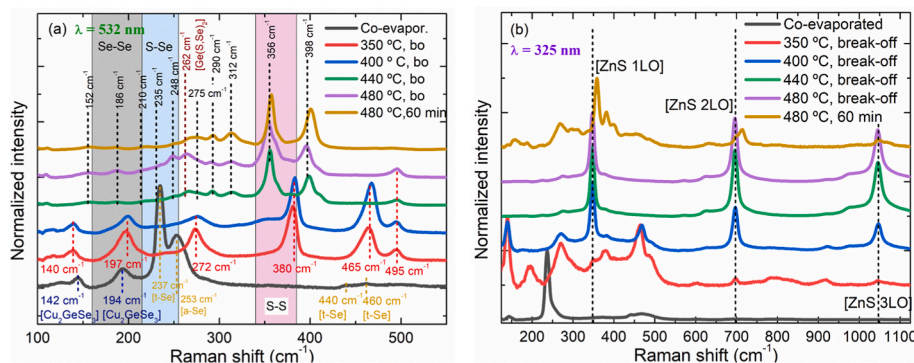 (a) λ = 532 nm
Se-Se
S-Se
S-S
152 cm⁻¹
186 cm⁻¹
210 cm⁻¹
235 cm⁻¹
248 cm⁻¹
262 cm⁻¹
[Ge(S,Se)₂]
275 cm⁻¹
290 cm⁻¹
312 cm⁻¹
356 cm⁻¹
398 cm⁻¹
Co-evapor.
350 ºC, bo
400 º C, bo
440 ºC, bo
480 ºC, bo
480 ºC,60 min
140 cm⁻¹
197 cm⁻¹
272 cm⁻¹
380 cm⁻¹
465 cm⁻¹
495 cm⁻¹
142 cm⁻¹
[Cu₂GeSe₃]
194 cm⁻¹
[Cu₂GeSe₃]
237 cm⁻¹
[t-Se]
253 cm⁻¹
[a-Se]
440 cm⁻¹
[t-Se]
460 cm⁻¹
[t-Se]
Normalized intensity
100 200 300 400 500
Raman shift (cm⁻¹)
(b)
λ = 325 nm
[ZnS 1LO]
[ZnS 2LO]
[ZnS 3LO]
Co-evaporated
350 ºC, break-off
400 ºC, break-off
440 ºC, break-off
480 ºC, break-off
480 ºC, 60 min
Normalized intensity
200 300 400 500 600 700 800 900 1000 1100
Raman shift (cm⁻¹)